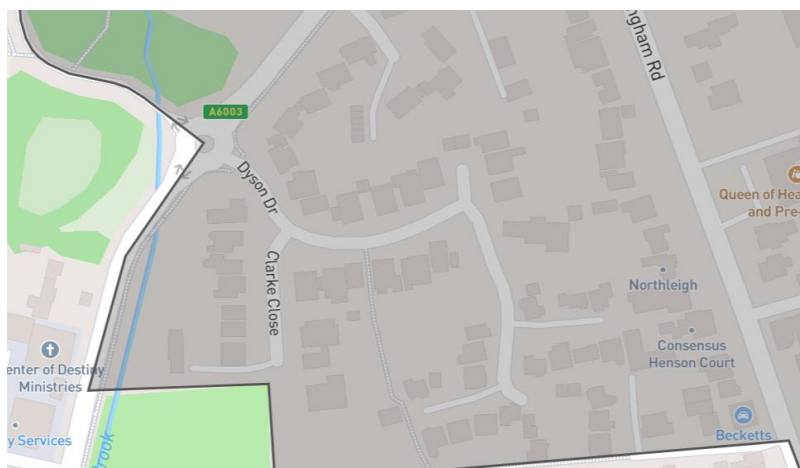 ngham Rd
A6003
Dyson Dr
Queen of Hea
and Pre-
Clarke Close
Northleigh
Consensus
Henson Court
enter of Destiny
Ministries
y Services
Brook
Becketts